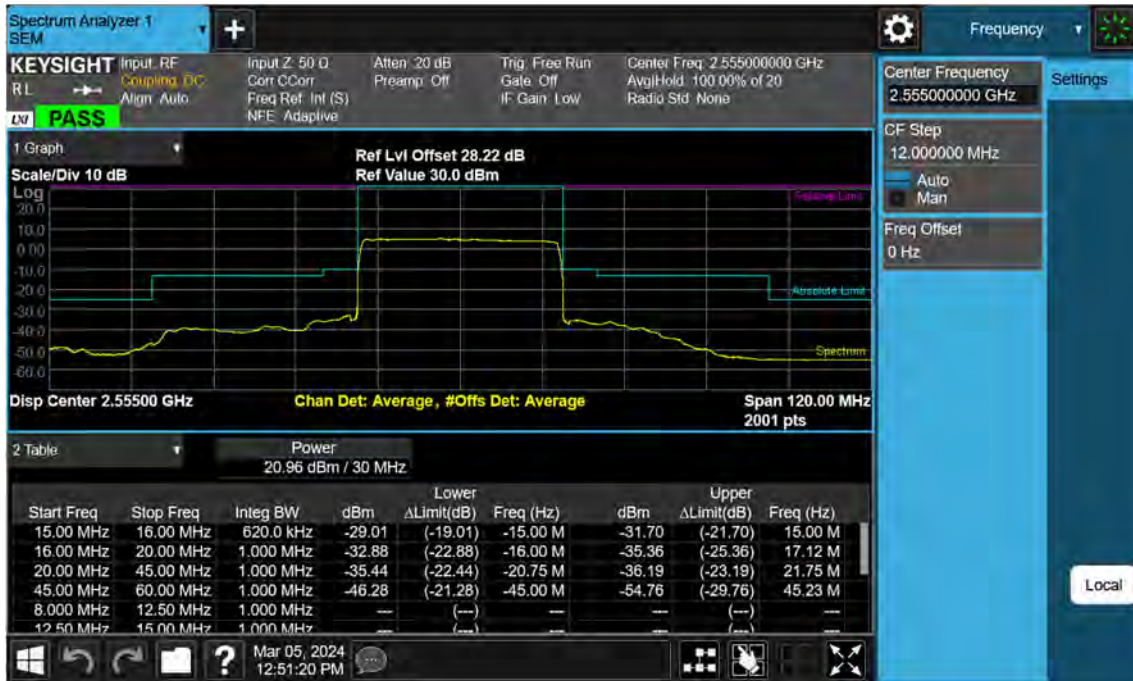 Spectrum Analyzer 1
SEM
+
Frequency
KEYSIGHT
RL
LXI
PASS
Input: RF
Coupling: DC
Align: Auto
Input Z: 50 Ω
Corr CCorr
Freq Ref: Int (S)
NFE: Adaptive
Atten: 20 dB
Preamp: Off
Trig: Free Run
Gate: Off
IF Gain: Low
Center Freq: 2.555000000 GHz
Avg|Hold: 100.00% of 20
Radio Std: None
Center Frequency
2.555000000 GHz
Settings
CF Step
12.000000 MHz
Auto
Man
Freq Offset
0 Hz
1 Graph
Scale/Div 10 dB
Ref Lvl Offset 28.22 dB
Ref Value 30.0 dBm
Log
20.0
10.0
0.00
-10.0
-20.0
-30.0
-40.0
-50.0
-60.0
Relative Limit
Absolute Limit
Spectrum
Disp Center 2.55500 GHz
Chan Det: Average, #Offs Det: Average
Span 120.00 MHz
2001 pts
2 Table
Power
20.96 dBm / 30 MHz
Lower Upper
Start Freq Stop Freq Integ BW dBm ΔLimit(dB) Freq (Hz) dBm ΔLimit(dB) Freq (Hz)
15.00 MHz 16.00 MHz 620.0 kHz -29.01 (-19.01) -15.00 M -31.70 (-21.70) 15.00 M
16.00 MHz 20.00 MHz 1.000 MHz -32.88 (-22.88) -16.00 M -35.36 (-25.36) 17.12 M
20.00 MHz 45.00 MHz 1.000 MHz -35.44 (-22.44) -20.75 M -36.19 (-23.19) 21.75 M
45.00 MHz 60.00 MHz 1.000 MHz -46.28 (-21.28) -45.00 M -54.76 (-29.76) 45.23 M
8.000 MHz 12.50 MHz 1.000 MHz --- (---) --- --- (---) ---
12.50 MHz 15.00 MHz 1.000 MHz --- (---) --- --- (---) ---
Local
?
Mar 05, 2024
12:51:20 PM